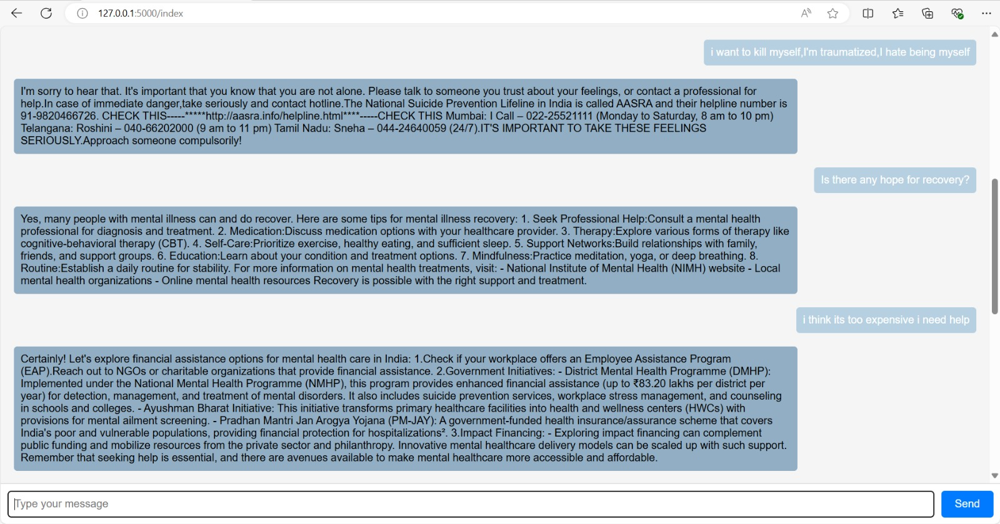 127.0.0.1:5000/index
i want to kill myself,I'm traumatized,I hate being myself
I'm sorry to hear that. It's important that you know that you are not alone. Please talk to someone you trust about your feelings, or contact a professional for
help.In case of immediate danger,take seriously and contact hotline.The National Suicide Prevention Lifeline in India is called AASRA and their helpline number is
91-9820466726. CHECK THIS-----*****http://aasra.info/helpline.html****-----CHECK THIS Mumbai: I Call – 022-25521111 (Monday to Saturday, 8 am to 10 pm)
Telangana: Roshini – 040-66202000 (9 am to 11 pm) Tamil Nadu: Sneha – 044-24640059 (24/7).IT'S IMPORTANT TO TAKE THESE FEELINGS
SERIOUSLY.Approach someone compulsorily!
Is there any hope for recovery?
Yes, many people with mental illness can and do recover. Here are some tips for mental illness recovery: 1. Seek Professional Help:Consult a mental health
professional for diagnosis and treatment. 2. Medication:Discuss medication options with your healthcare provider. 3. Therapy:Explore various forms of therapy like
cognitive-behavioral therapy (CBT). 4. Self-Care:Prioritize exercise, healthy eating, and sufficient sleep. 5. Support Networks:Build relationships with family,
friends, and support groups. 6. Education:Learn about your condition and treatment options. 7. Mindfulness:Practice meditation, yoga, or deep breathing. 8.
Routine:Establish a daily routine for stability. For more information on mental health treatments, visit: - National Institute of Mental Health (NIMH) website - Local
mental health organizations - Online mental health resources Recovery is possible with the right support and treatment.
i think its too expensive i need help
Certainly! Let's explore financial assistance options for mental health care in India: 1.Check if your workplace offers an Employee Assistance Program
(EAP).Reach out to NGOs or charitable organizations that provide financial assistance. 2.Government Initiatives: - District Mental Health Programme (DMHP):
Implemented under the National Mental Health Programme (NMHP), this program provides enhanced financial assistance (up to ₹83.20 lakhs per district per
year) for detection, management, and treatment of mental disorders. It also includes suicide prevention services, workplace stress management, and counseling
in schools and colleges. - Ayushman Bharat Initiative: This initiative transforms primary healthcare facilities into health and wellness centers (HWCs) with
provisions for mental ailment screening. - Pradhan Mantri Jan Arogya Yojana (PM-JAY): A government-funded health insurance/assurance scheme that covers
India's poor and vulnerable populations, providing financial protection for hospitalizations². 3.Impact Financing: - Exploring impact financing can complement
public funding and mobilize resources from the private sector and philanthropy. Innovative mental healthcare delivery models can be scaled up with such support.
Remember that seeking help is essential, and there are avenues available to make mental healthcare more accessible and affordable.
Type your message
Send